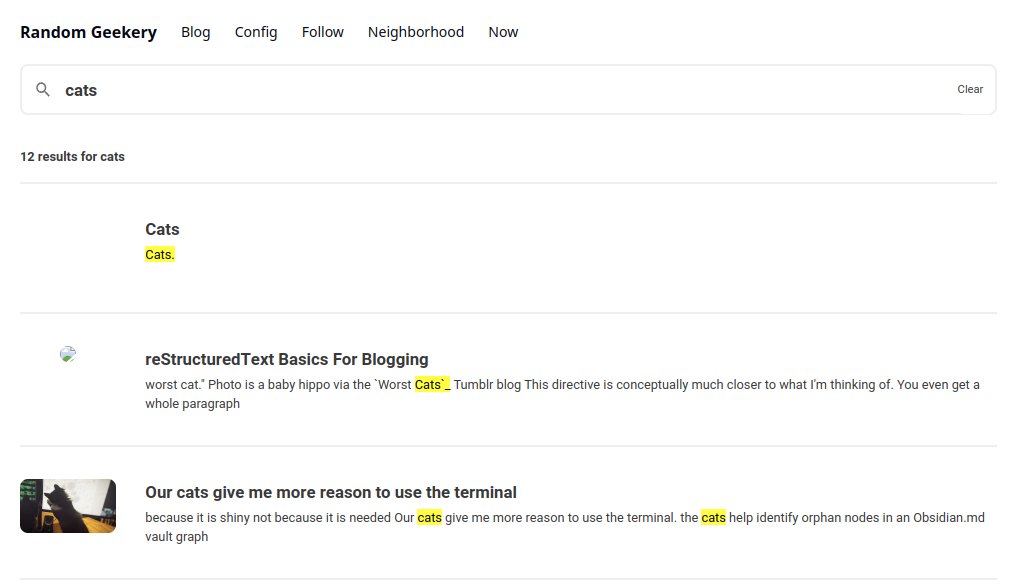 Random Geekery Blog Config Follow Neighborhood Now
cats Clear
12 results for cats
Cats
Cats.
reStructuredText Basics For Blogging
worst cat." Photo is a baby hippo via the `Worst Cats`_ Tumblr blog This directive is conceptually much closer to what I'm thinking of. You even get a
whole paragraph
Our cats give me more reason to use the terminal
because it is shiny not because it is needed Our cats give me more reason to use the terminal. the cats help identify orphan nodes in an Obsidian.md
vault graph